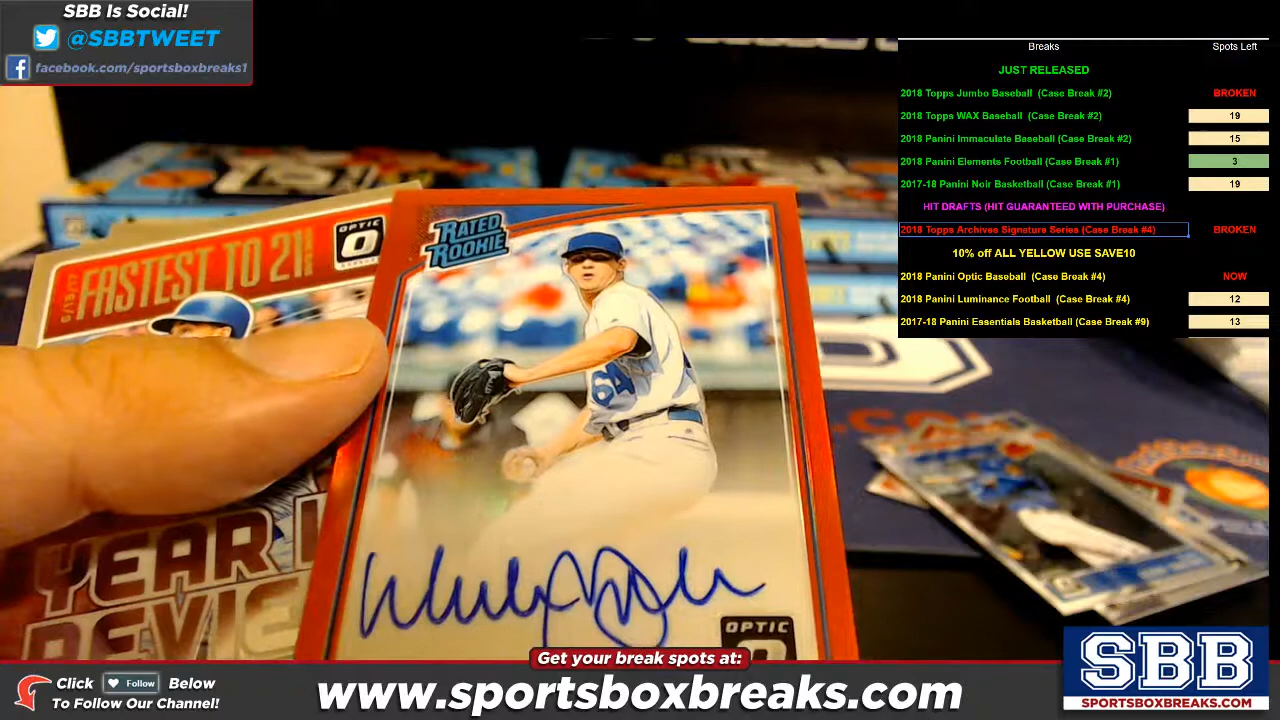 SBB Is Social!
@SBBTWEET
facebook.com/sportsboxbreaks1
Breaks Spots Left
JUST RELEASED
2018 Topps Jumbo Baseball (Case Break #2) BROKEN
2018 Topps WAX Baseball (Case Break #2) 19
2018 Panini Immaculate Baseball (Case Break #2) 15
2018 Panini Elements Football (Case Break #1) 3
2017-18 Panini Noir Basketball (Case Break #1) 19
HIT DRAFTS (HIT GUARANTEED WITH PURCHASE)
2018 Topps Archives Signature Series (Case Break #4) BROKEN
10% off ALL YELLOW USE SAVE10
2018 Panini Optic Baseball (Case Break #4) NOW
2018 Panini Luminance Football (Case Break #4) 12
2017-18 Panini Essentials Basketball (Case Break #9) 13
OPTIC
FASTEST TO 21!
YEAR
REVIE
RATED
ROOKIE
64
OPTIC
Get your break spots at:
www.sportsboxbreaks.com
Click Follow Below
To Follow Our Channel!
SBB
SPORTSBOXBREAKS.COM